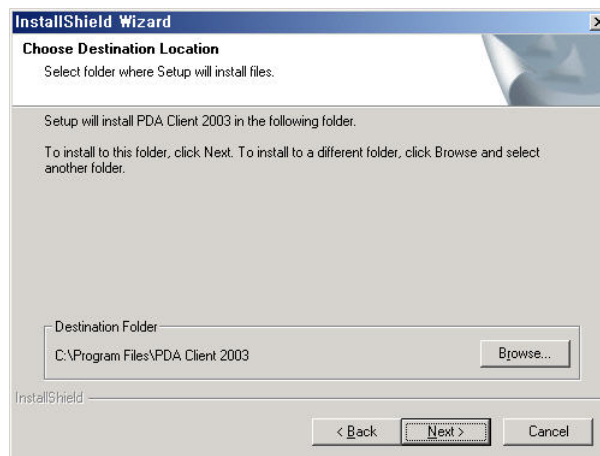 InstallShield Wizard
Choose Destination Location
Select folder where Setup will install files.
Setup will install PDA Client 2003 in the following folder.
To install to this folder, click Next. To install to a different folder, click Browse and select
another folder.
Destination Folder
C:\Program Files\PDA Client 2003
Browse...
InstallShield
< Back
Next >
Cancel